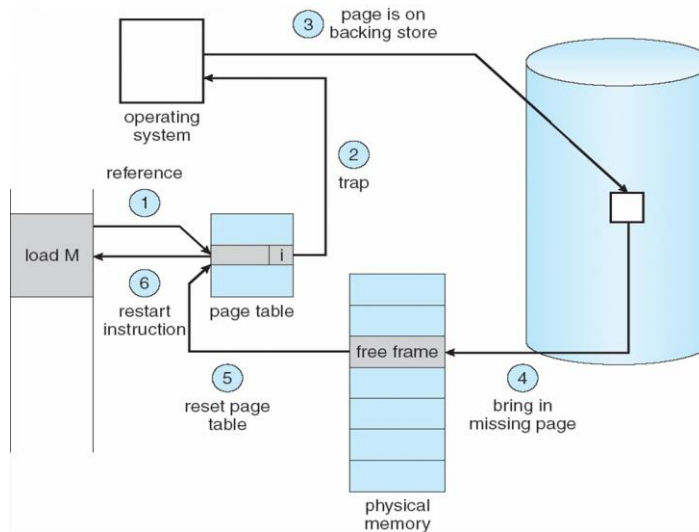 3
page is on
backing store
operating
system
2
trap
reference
1
load M
i
6
restart
instruction
page table
free frame
5
reset page
table
4
bring in
missing page
physical
memory